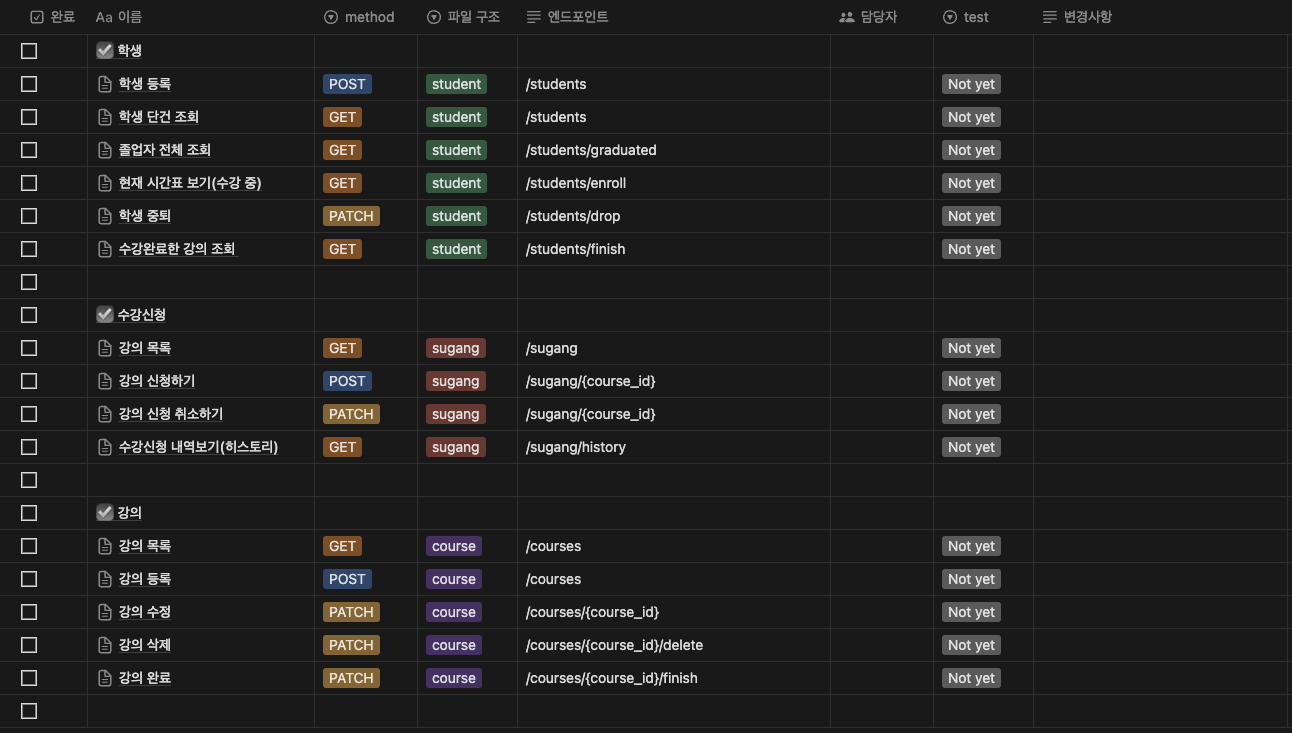 완료 Aa 이름 method 파일 구조 엔드포인트 담당자 test 변경사항
학생
학생 등록 POST student /students Not yet
학생 단건 조회 GET student /students Not yet
졸업자 전체 조회 GET student /students/graduated Not yet
현재 시간표 보기(수강 중) GET student /students/enroll Not yet
학생 중퇴 PATCH student /students/drop Not yet
수강완료한 강의 조회 GET student /students/finish Not yet
수강신청
강의 목록 GET sugang /sugang Not yet
강의 신청하기 POST sugang /sugang/{course_id} Not yet
강의 신청 취소하기 PATCH sugang /sugang/{course_id} Not yet
수강신청 내역보기(히스토리) GET sugang /sugang/history Not yet
강의
강의 목록 GET course /courses Not yet
강의 등록 POST course /courses Not yet
강의 수정 PATCH course /courses/{course_id} Not yet
강의 삭제 PATCH course /courses/{course_id}/delete Not yet
강의 완료 PATCH course /courses/{course_id}/finish Not yet